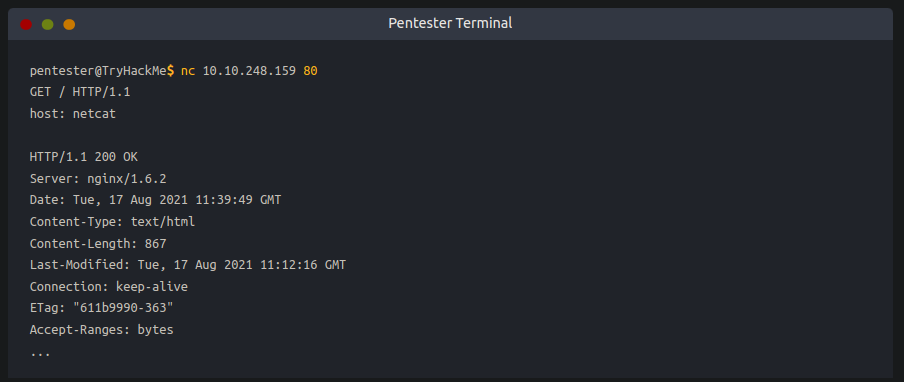 Pentester Terminal
pentester@TryHackMe$ nc 10.10.248.159 80
GET / HTTP/1.1
host: netcat
HTTP/1.1 200 OK
Server: nginx/1.6.2
Date: Tue, 17 Aug 2021 11:39:49 GMT
Content-Type: text/html
Content-Length: 867
Last-Modified: Tue, 17 Aug 2021 11:12:16 GMT
Connection: keep-alive
ETag: "611b9990-363"
Accept-Ranges: bytes
...